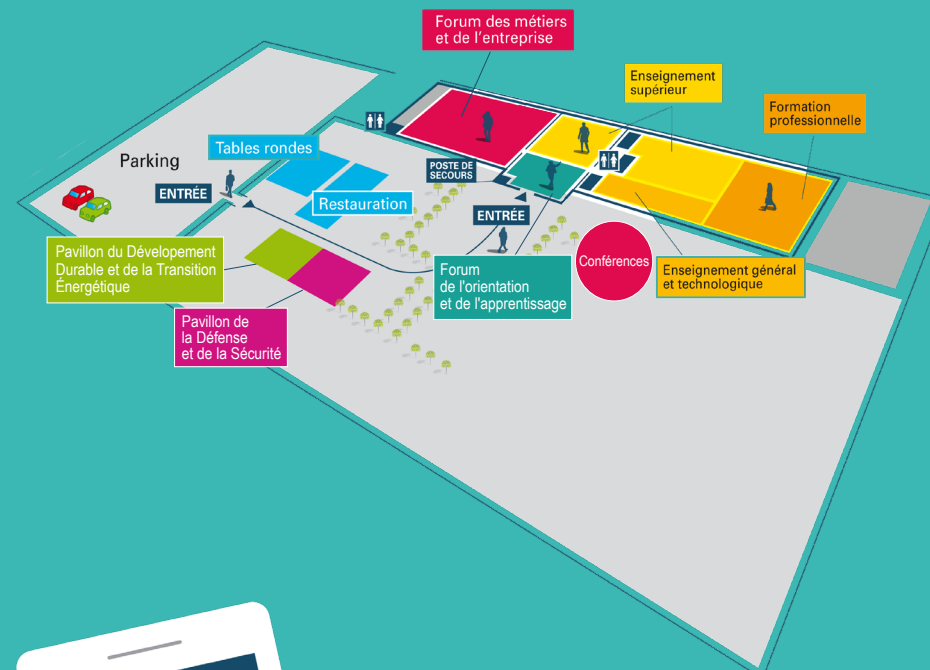 Forum des métiers
et de l'entreprise
Enseignement
supérieur
Formation
professionnelle
Parking
Tables rondes
POSTE DE
SECOURS
ENTRÉE
Restauration
ENTRÉE
Pavillon du Dévelopement
Durable et de la Transition
Énergétique
Forum
de l'orientation
et de l'apprentissage
Conférences
Enseignement général
et technologique
Pavillon de
la Défense
et de la Sécurité